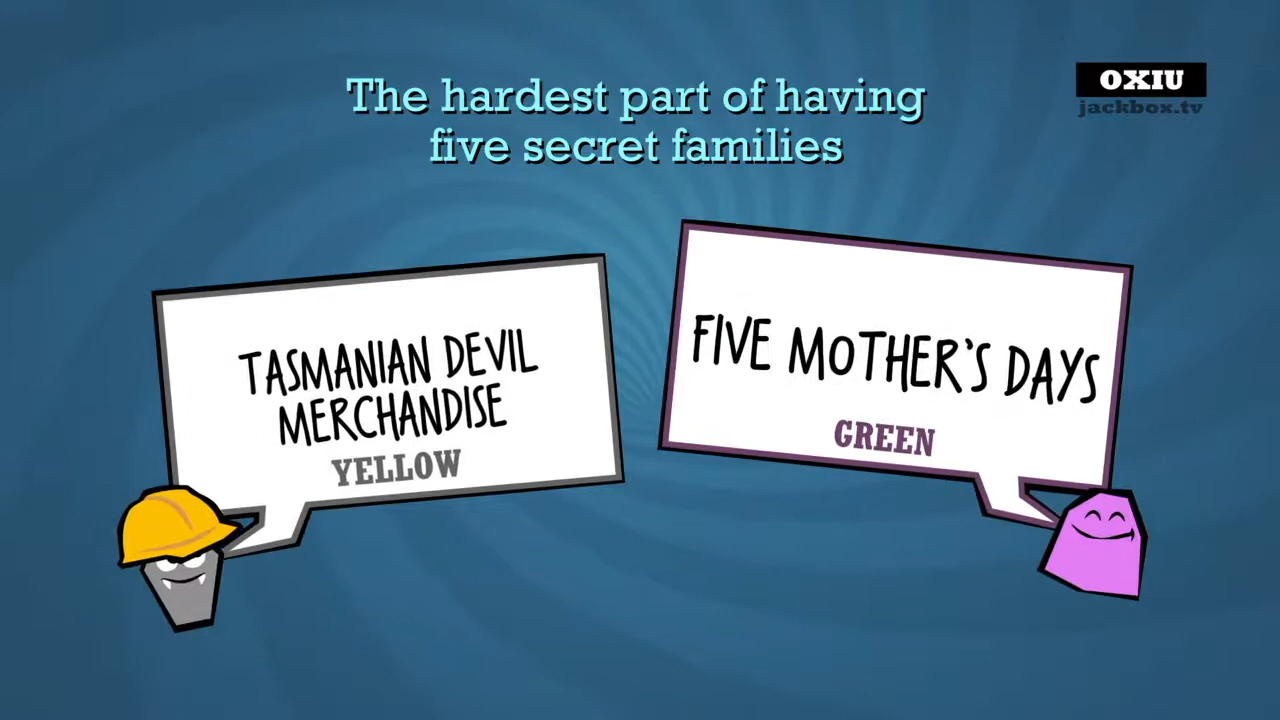 The hardest part of having
five secret families
OXIU
jackbox.tv
TASMANIAN DEVIL
MERCHANDISE
YELLOW
FIVE MOTHER'S DAYS
GREEN